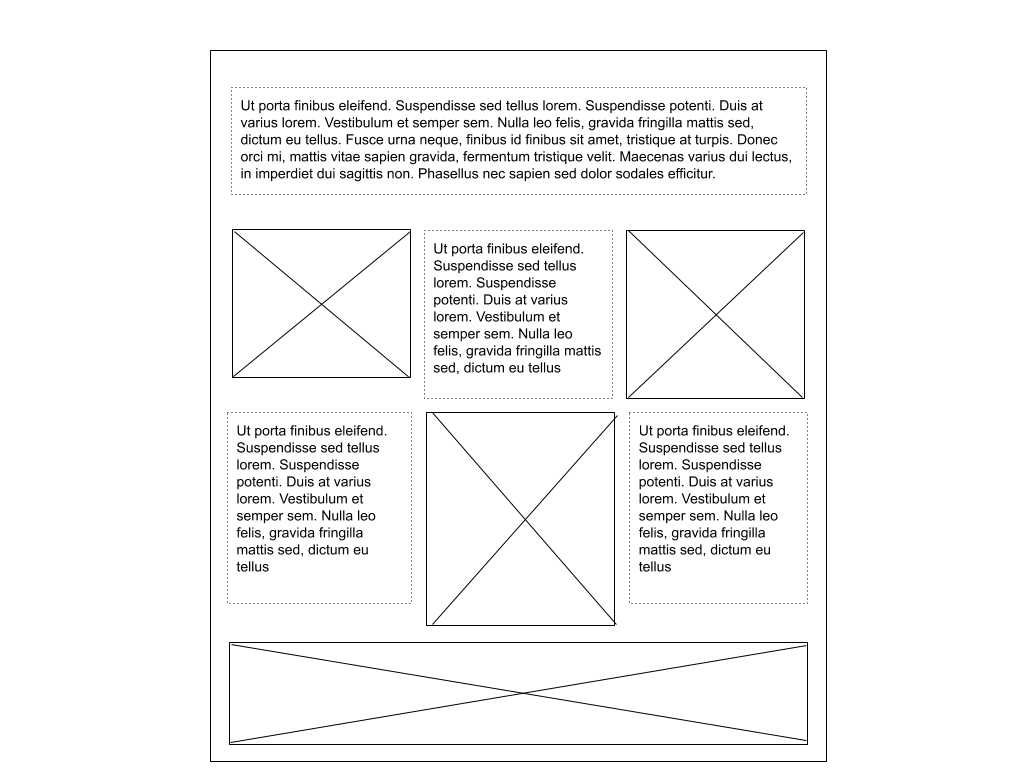 Ut porta finibus eleifend. Suspendisse sed tellus lorem. Suspendisse potenti. Duis at
varius lorem. Vestibulum et semper sem. Nulla leo felis, gravida fringilla mattis sed,
dictum eu tellus. Fusce urna neque, finibus id finibus sit amet, tristique at turpis. Donec
orci mi, mattis vitae sapien gravida, fermentum tristique velit. Maecenas varius dui lectus,
in imperdiet dui sagittis non. Phasellus nec sapien sed dolor sodales efficitur.
Ut porta finibus eleifend.
Suspendisse sed tellus
lorem. Suspendisse
potenti. Duis at varius
lorem. Vestibulum et
semper sem. Nulla leo
felis, gravida fringilla mattis
sed, dictum eu tellus
Ut porta finibus eleifend.
Suspendisse sed tellus
lorem. Suspendisse
potenti. Duis at varius
lorem. Vestibulum et
semper sem. Nulla leo
felis, gravida fringilla
mattis sed, dictum eu
tellus
Ut porta finibus eleifend.
Suspendisse sed tellus
lorem. Suspendisse
potenti. Duis at varius
lorem. Vestibulum et
semper sem. Nulla leo
felis, gravida fringilla
mattis sed, dictum eu
tellus